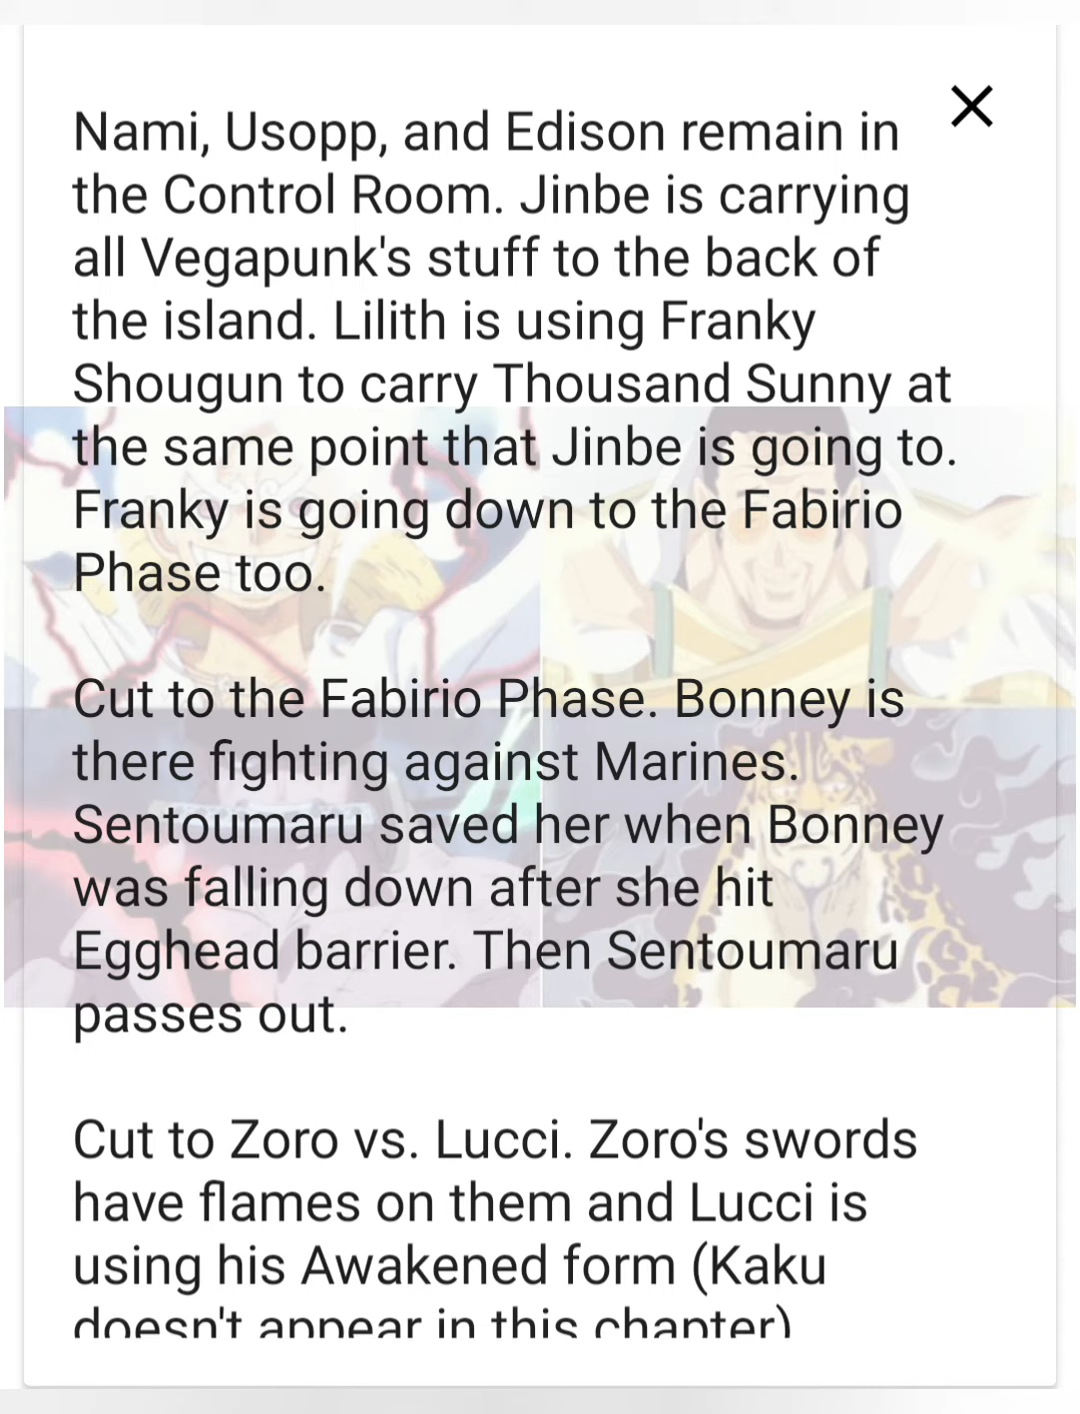 Nami, Usopp, and Edison remain in
the Control Room. Jinbe is carrying
all Vegapunk's stuff to the back of
the island. Lilith is using Franky
Shougun to carry Thousand Sunny at
the same point that Jinbe is going to.
Franky is going down to the Fabirio
Phase too.
Cut to the Fabirio Phase. Bonney is
there fighting against Marines.
Sentoumaru saved her when Bonney
was falling down after she hit
Egghead barrier. Then Sentoumaru
passes out.
Cut to Zoro vs. Lucci. Zoro's swords
have flames on them and Lucci is
using his Awakened form (Kaku
doesn't appear in this chapter)